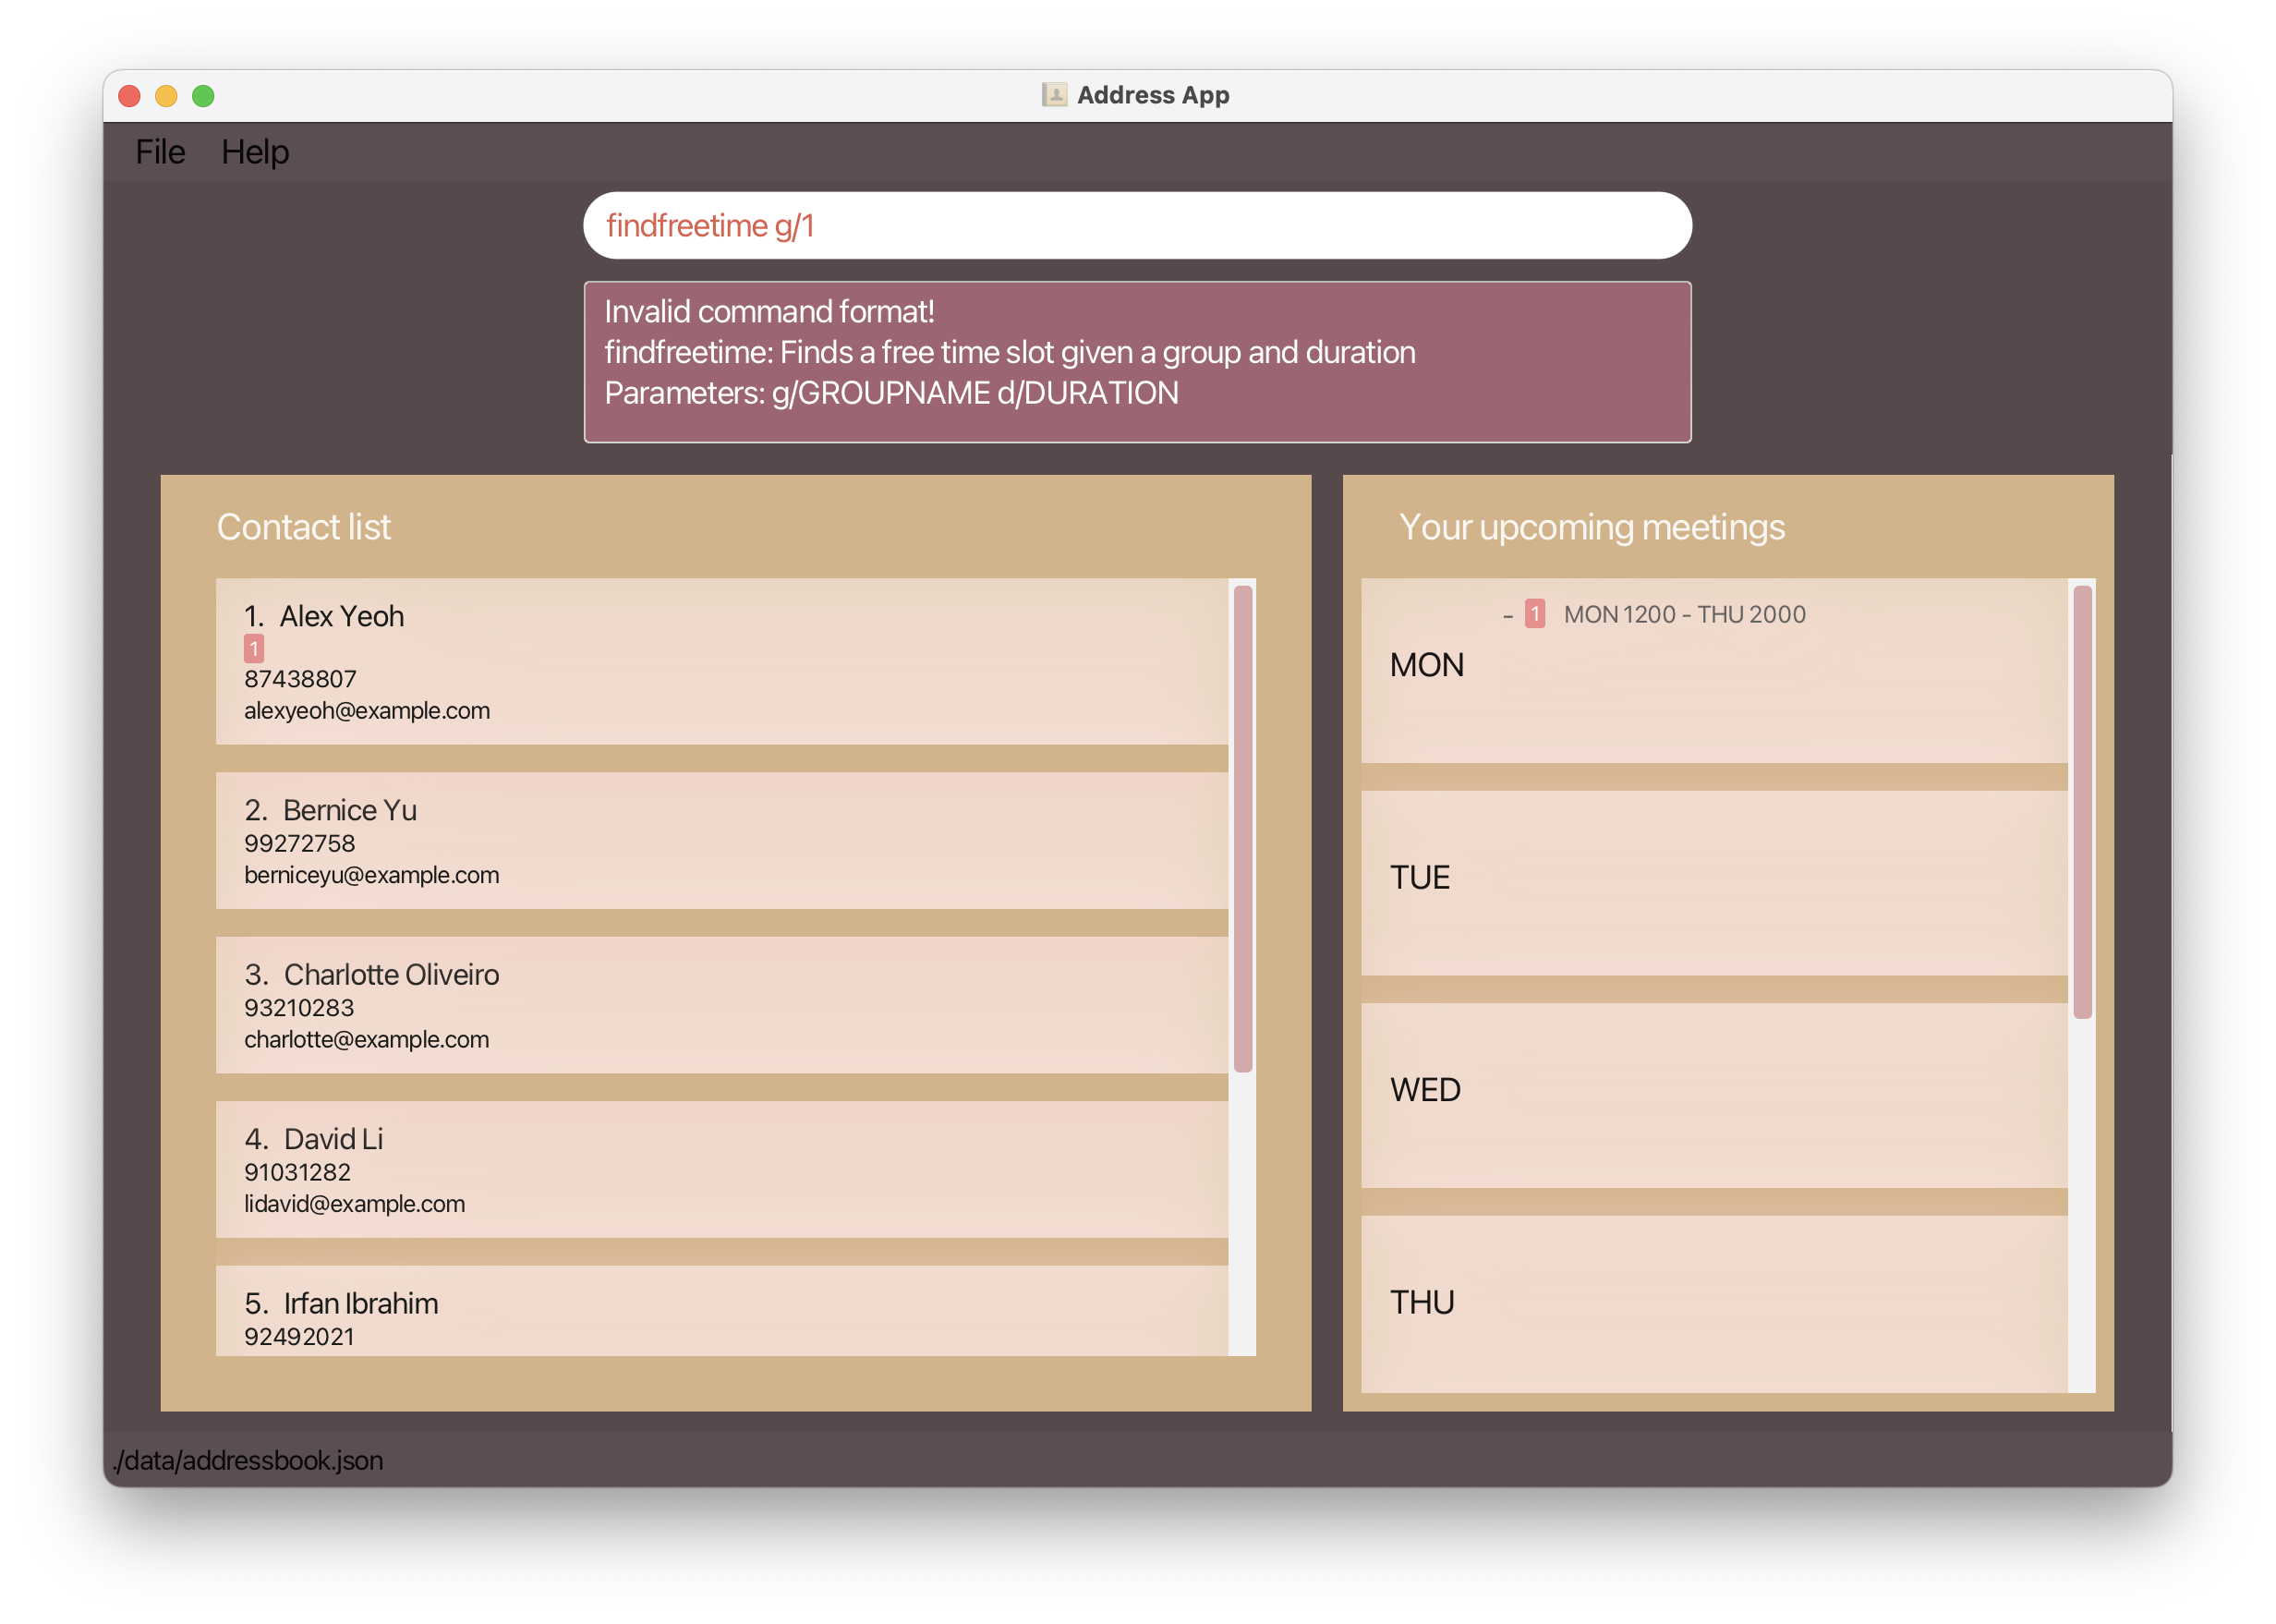 Address App
File Help
findfreetime g/1
Invalid command format!
findfreetime: Finds a free time slot given a group and duration
Parameters: g/GROUPNAME d/DURATION
Contact list
1. Alex Yeoh
1
87438807
alexyeoh@example.com
2. Bernice Yu
99272758
berniceyu@example.com
3. Charlotte Oliveiro
93210283
charlotte@example.com
4. David Li
91031282
lidavid@example.com
5. Irfan Ibrahim
92492021
Your upcoming meetings
- 1 MON 1200 - THU 2000
MON
TUE
WED
THU
./data/addressbook.json